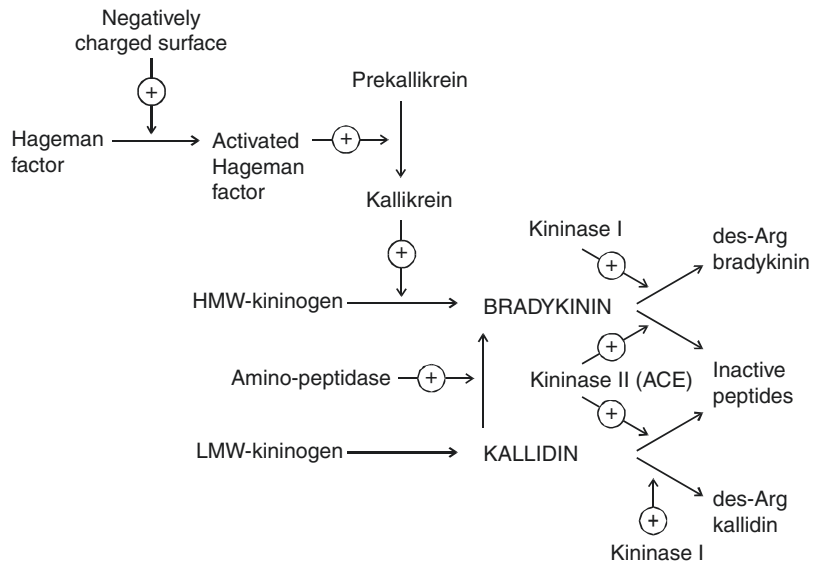 Negatively
charged surface
+
Prekallikrein
Hageman
factor
Activated
Hageman
factor
+
Kallikrein
+
Kininase I
+
des-Arg
bradykinin
HMW-kininogen
BRADYKININ
Amino-peptidase
+
+
Kininase II (ACE)
+
Inactive
peptides
LMW-kininogen
KALLIDIN
des-Arg
kallidin
+
Kininase I